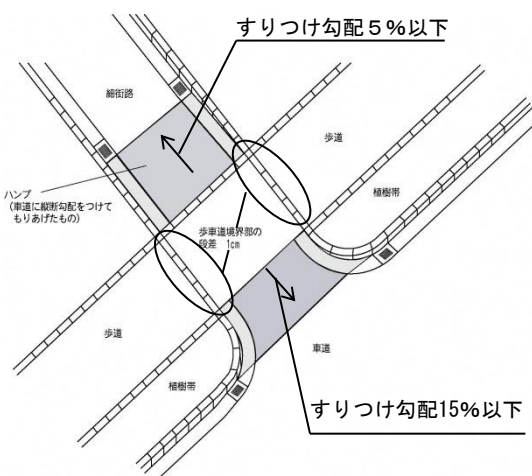 すりつけ勾配５％以下
細街路
歩道
植樹帯
ハンプ
（車道に縦断勾配をつけて
もりあげたもの）
歩車道境界部の
段差　1cm
歩道
車道
植樹帯
すりつけ勾配15％以下